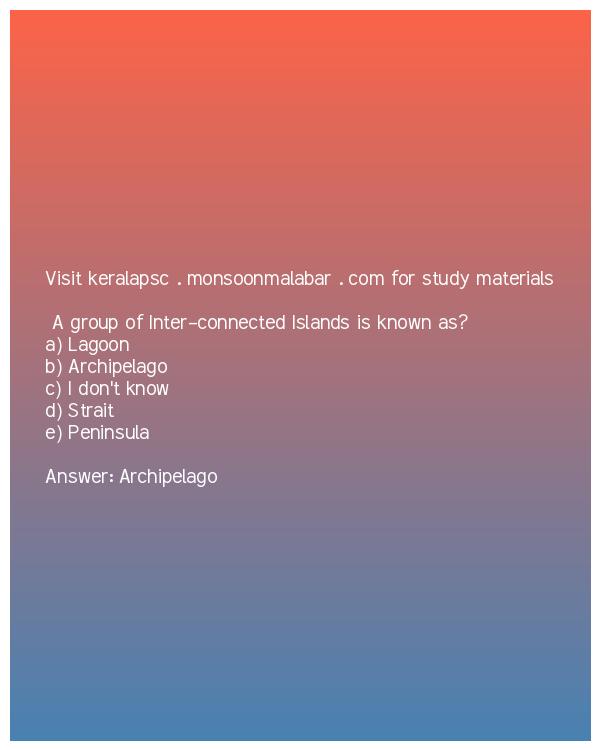 Visit keralapsc . monsoonmalabar . com for study materials
A group of Inter-connected Islands is known as?
a) Lagoon
b) Archipelago
c) I don't know
d) Strait
e) Peninsula
Answer: Archipelago